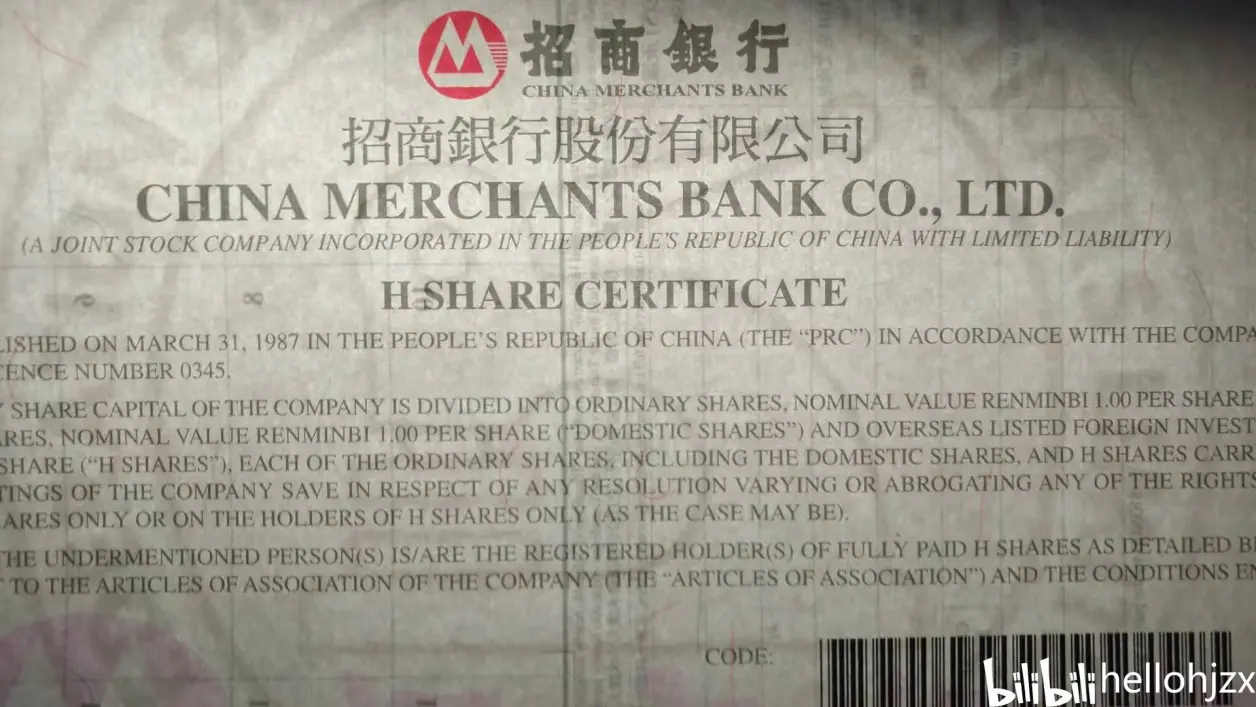 招商銀行
CHINA MERCHANTS BANK
招商銀行股份有限公司
CHINA MERCHANTS BANK CO., LTD.
(A JOINT STOCK COMPANY INCORPORATED IN THE PEOPLE'S REPUBLIC OF CHINA WITH LIMITED LIABILITY)
H SHARE CERTIFICATE
LISHED ON MARCH 31, 1987 IN THE PEOPLE'S REPUBLIC OF CHINA (THE “PRC”) IN ACCORDANCE WITH THE COMPA
CENCE NUMBER 0345.
Y SHARE CAPITAL OF THE COMPANY IS DIVIDED INTO ORDINARY SHARES, NOMINAL VALUE RENMINBI 1.00 PER SHARE
ARES, NOMINAL VALUE RENMINBI 1.00 PER SHARE (“DOMESTIC SHARES”) AND OVERSEAS LISTED FOREIGN INVEST
SHARE (“H SHARES”), EACH OF THE ORDINARY SHARES, INCLUDING THE DOMESTIC SHARES, AND H SHARES CARR
TINGS OF THE COMPANY SAVE IN RESPECT OF ANY RESOLUTION VARYING OR ABROGATING ANY OF THE RIGHTS
ARES ONLY OR ON THE HOLDERS OF H SHARES ONLY (AS THE CASE MAY BE).
THE UNDERMENTIONED PERSON(S) IS/ARE THE REGISTERED HOLDER(S) OF FULLY PAID H SHARES AS DETAILED BE
T TO THE ARTICLES OF ASSOCIATION OF THE COMPANY (THE “ARTICLES OF ASSOCIATION”) AND THE CONDITIONS EN
CODE:
bilibili hellohjzx